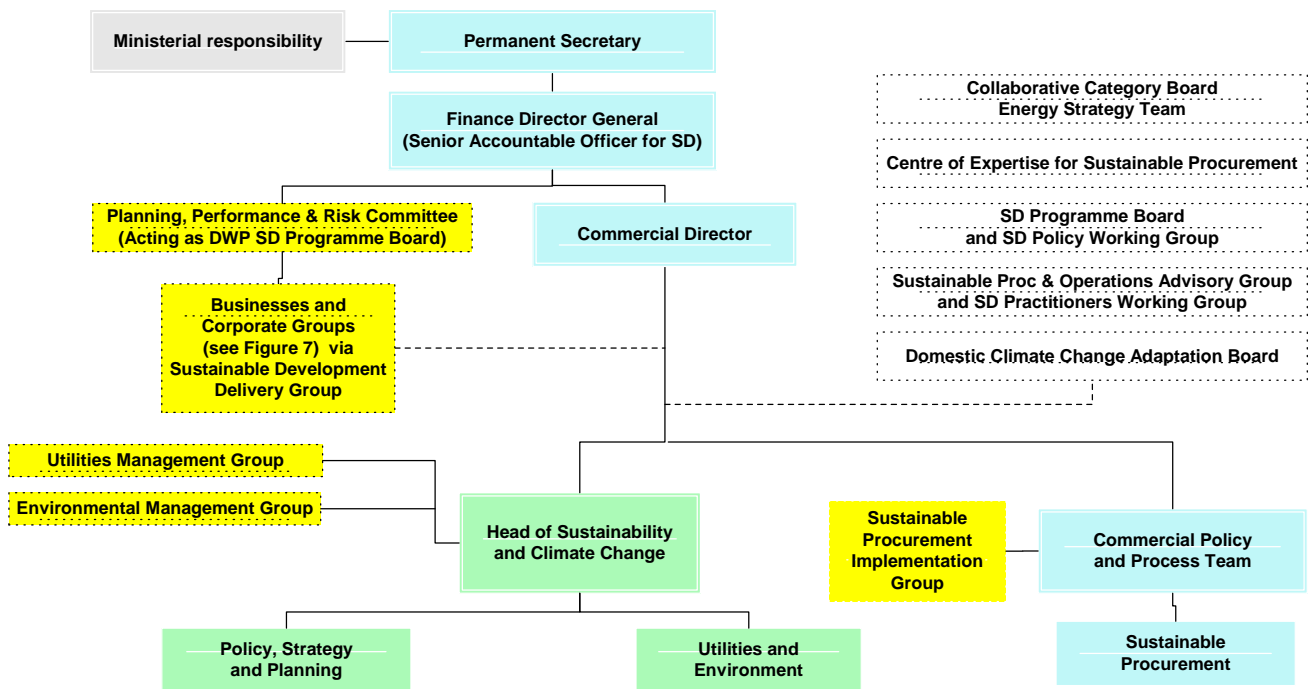 Ministerial responsibility
Permanent Secretary
Finance Director General
(Senior Accountable Officer for SD)
Collaborative Category Board
Energy Strategy Team
Centre of Expertise for Sustainable Procurement
SD Programme Board
and SD Policy Working Group
Sustainable Proc & Operations Advisory Group
and SD Practitioners Working Group
Domestic Climate Change Adaptation Board
Planning, Performance & Risk Committee
(Acting as DWP SD Programme Board)
Commercial Director
Businesses and
Corporate Groups
(see Figure 7) via
Sustainable Development
Delivery Group
Utilities Management Group
Environmental Management Group
Head of Sustainability
and Climate Change
Sustainable
Procurement
Implementation
Group
Commercial Policy
and Process Team
Policy, Strategy
and Planning
Utilities and
Environment
Sustainable
Procurement